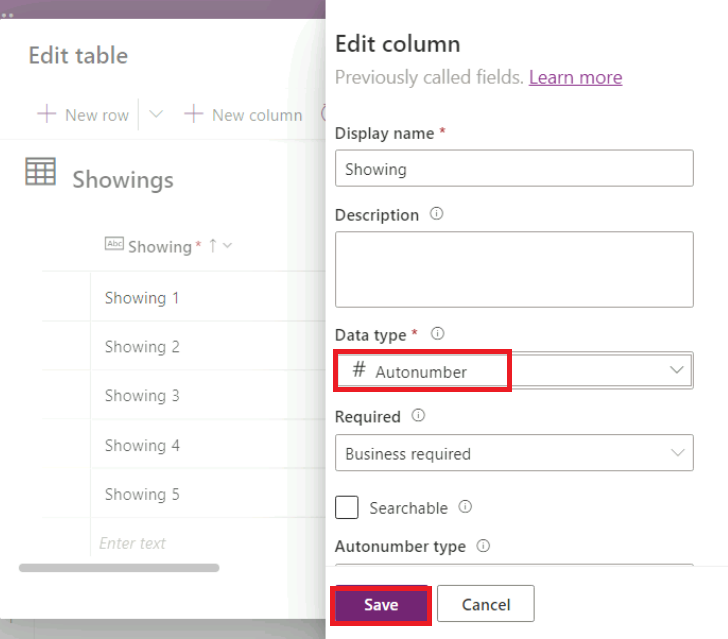 Edit table
New row
New column
Showings
Abc Showing *
Showing 1
Showing 2
Showing 3
Showing 4
Showing 5
Enter text
Edit column
Previously called fields. Learn more
Display name *
Showing
Description
Data type *
# Autonumber
Required
Business required
Searchable
Autonumber type
Save
Cancel